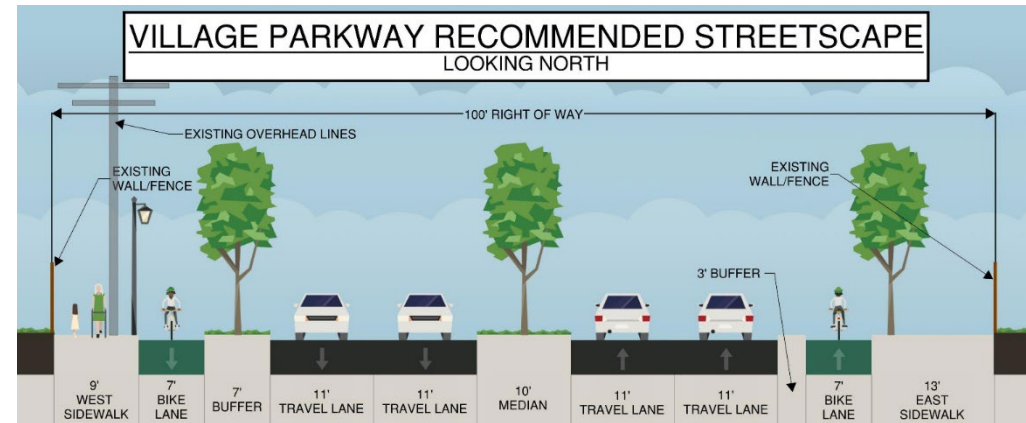 VILLAGE PARKWAY RECOMMENDED STREETSCAPE
LOOKING NORTH
100' RIGHT OF WAY
EXISTING OVERHEAD LINES
EXISTING
WALL/FENCE
EXISTING
WALL/FENCE
3' BUFFER
9'
WEST
SIDEWALK
7'
BIKE
LANE
7'
BUFFER
11'
TRAVEL LANE
11'
TRAVEL LANE
10'
MEDIAN
11'
TRAVEL LANE
11'
TRAVEL LANE
7'
BIKE
LANE
13'
EAST
SIDEWALK